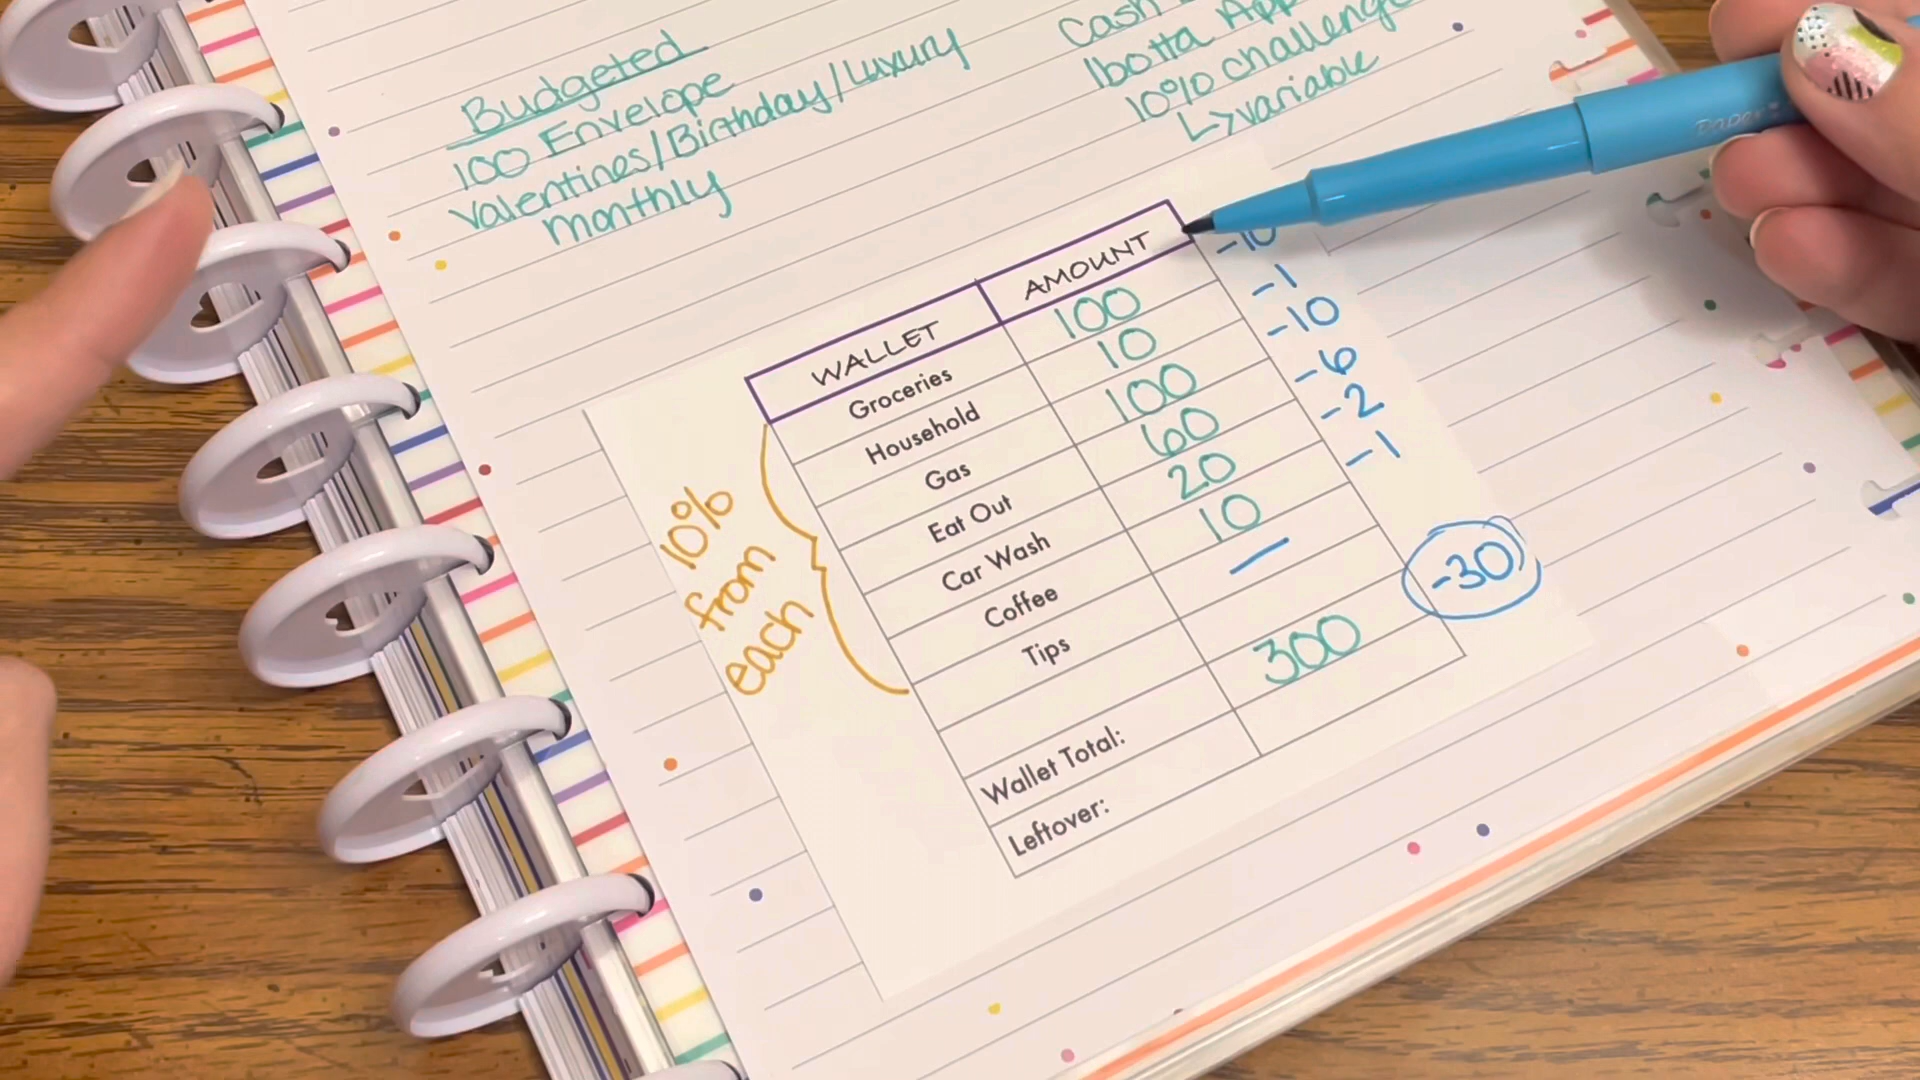 Budgeted
100 Envelope
Valentines/Birthday/Luxury
monthly
Cash
Ibotta App
10% challenge
↳variable
WALLET AMOUNT
Groceries 100 -10
Household 10 -1
Gas 100 -10
Eat Out 60 -6
Car Wash 20 -2
Coffee 10 -1
Tips —
Wallet Total: 300 -30
Leftover:
10%
from
each